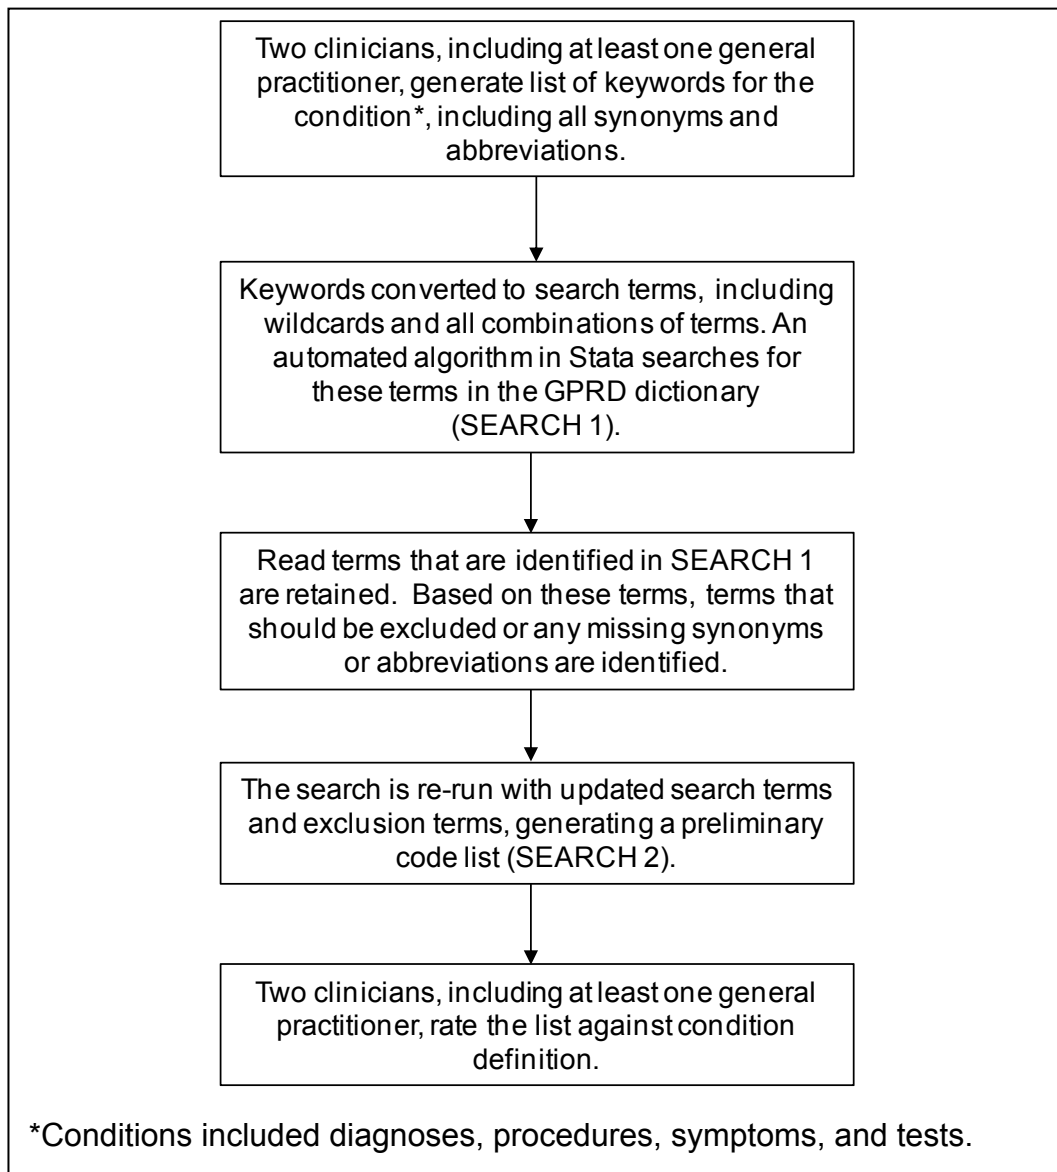 Two clinicians, including at least one general
practitioner, generate list of keywords for the
condition*, including all synonyms and
abbreviations.
Keywords converted to search terms, including
wildcards and all combinations of terms. An
automated algorithm in Stata searches for
these terms in the GPRD dictionary
(SEARCH 1).
Read terms that are identified in SEARCH 1
are retained.  Based on these terms, terms that
should be excluded or any missing synonyms
or abbreviations are identified.
The search is re-run with updated search terms
and exclusion terms, generating a preliminary
code list (SEARCH 2).
Two clinicians, including at least one general
practitioner, rate the list against condition
definition.
*Conditions included diagnoses, procedures, symptoms, and tests.